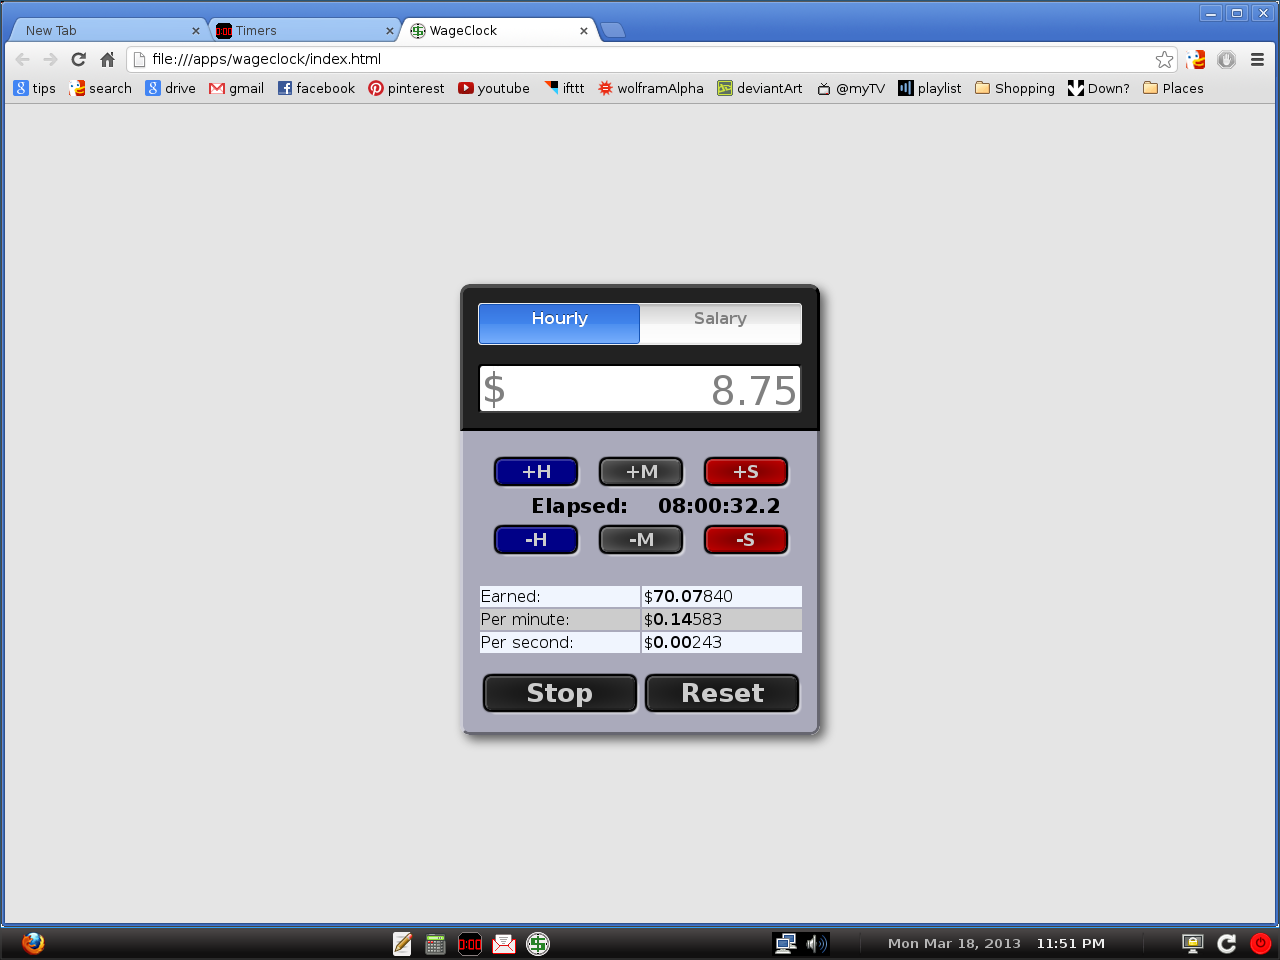 New Tab
Timers
WageClock
file:///apps/wageclock/index.html
tips search drive gmail facebook pinterest youtube ifttt wolframAlpha deviantArt @myTV playlist Shopping Down? Places
Hourly Salary
$ 8.75
+H +M +S
Elapsed: 08:00:32.2
-H -M -S
Earned: $70.07840
Per minute: $0.14583
Per second: $0.00243
Stop Reset
0:00 Mon Mar 18, 2013 11:51 PM